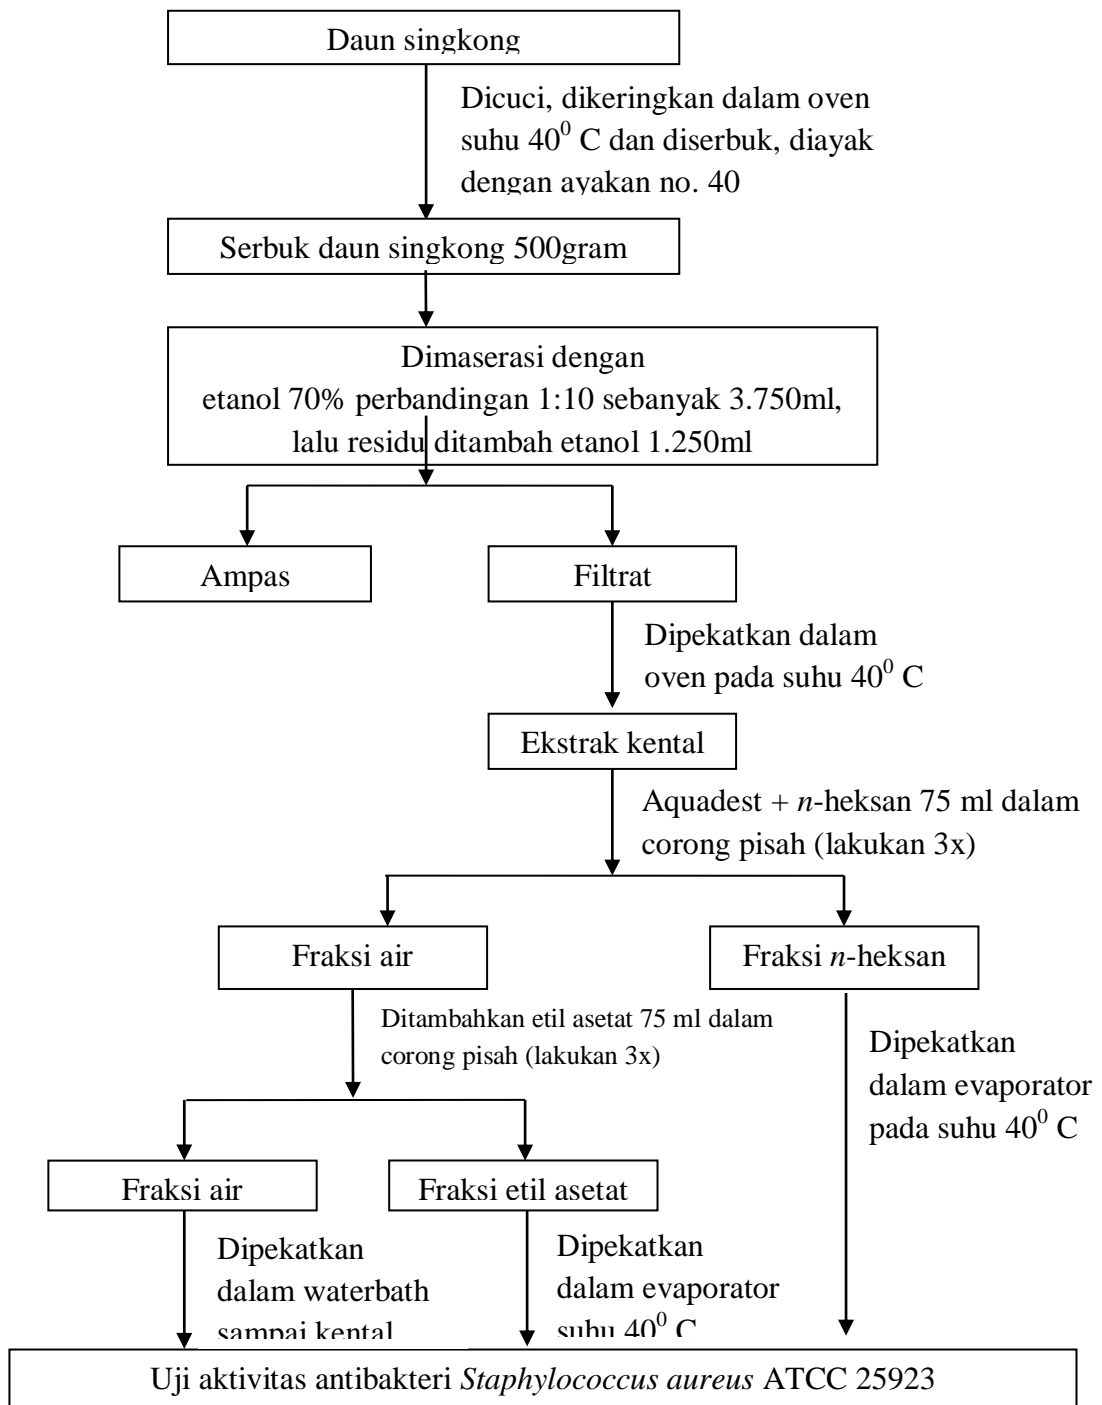 Daun singkong
Dicuci, dikeringkan dalam oven
suhu 40⁰ C dan diserbuk, diayak
dengan ayakan no. 40
Serbuk daun singkong 500gram
Dimaserasi dengan
etanol 70% perbandingan 1:10 sebanyak 3.750ml,
lalu residu ditambah etanol 1.250ml
Ampas
Filtrat
Dipekatkan dalam
oven pada suhu 40⁰ C
Ekstrak kental
Aquadest + n-heksan 75 ml dalam
corong pisah (lakukan 3x)
Fraksi air
Fraksi n-heksan
Ditambahkan etil asetat 75 ml dalam
corong pisah (lakukan 3x)
Dipekatkan
dalam evaporator
pada suhu 40⁰ C
Fraksi air
Fraksi etil asetat
Dipekatkan
dalam waterbath
sampai kental
Dipekatkan
dalam evaporator
suhu 40⁰ C
Uji aktivitas antibakteri Staphylococcus aureus ATCC 25923